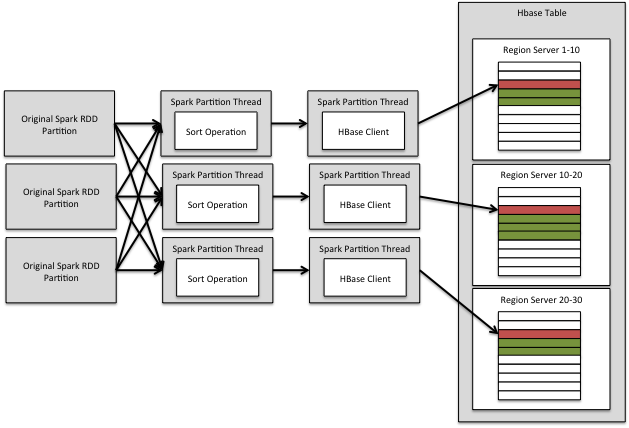 Hbase Table
Region Server 1-10
Original Spark RDD
Partition
Spark Partition Thread
Sort Operation
Spark Partition Thread
HBase Client
Region Server 10-20
Original Spark RDD
Partition
Spark Partition Thread
Sort Operation
Spark Partition Thread
HBase Client
Original Spark RDD
Partition
Spark Partition Thread
Sort Operation
Spark Partition Thread
HBase Client
Region Server 20-30